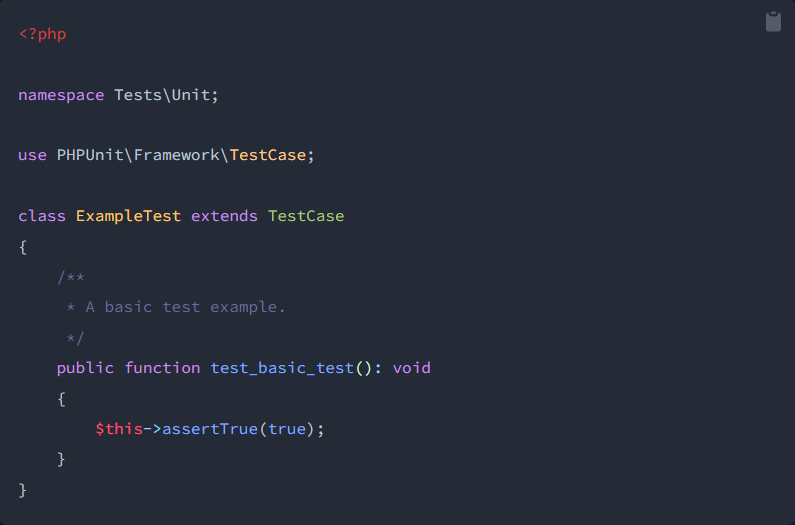 <?php
namespace Tests\Unit;
use PHPUnit\Framework\TestCase;
class ExampleTest extends TestCase
{
    /**
     * A basic test example.
     */
    public function test_basic_test(): void
    {
        $this->assertTrue(true);
    }
}